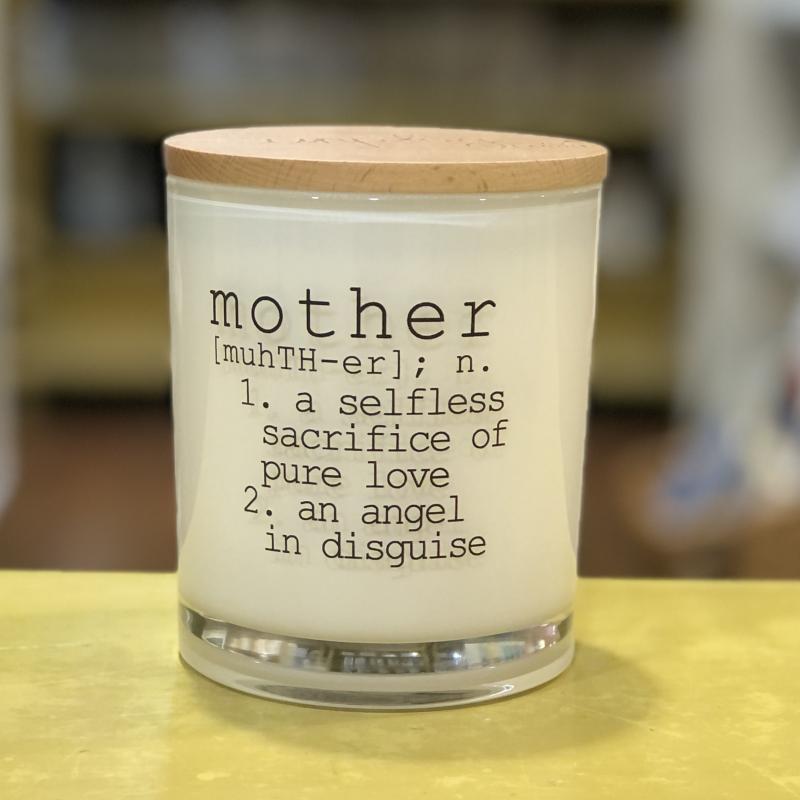 mother
[muhTH-er]; n.
1. a selfless
sacrifice of
pure love
2. an angel
in disguise